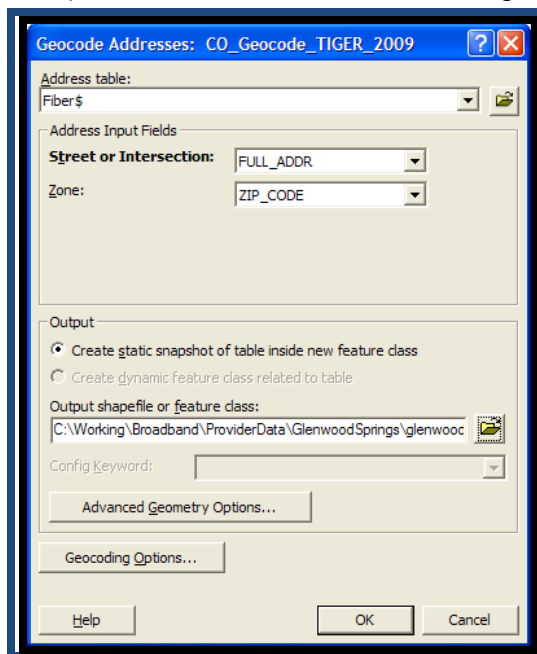 Geocode Addresses: CO_Geocode_TIGER_2009
Address table:
Fiber$
Address Input Fields
Street or Intersection: FULL_ADDR
Zone: ZIP_CODE
Output
Create static snapshot of table inside new feature class
Create dynamic feature class related to table
Output shapefile or feature class:
C:\Working\Broadband\ProviderData\GlenwoodSprings\glenwooc
Config Keyword:
Advanced Geometry Options...
Geocoding Options...
Help OK Cancel